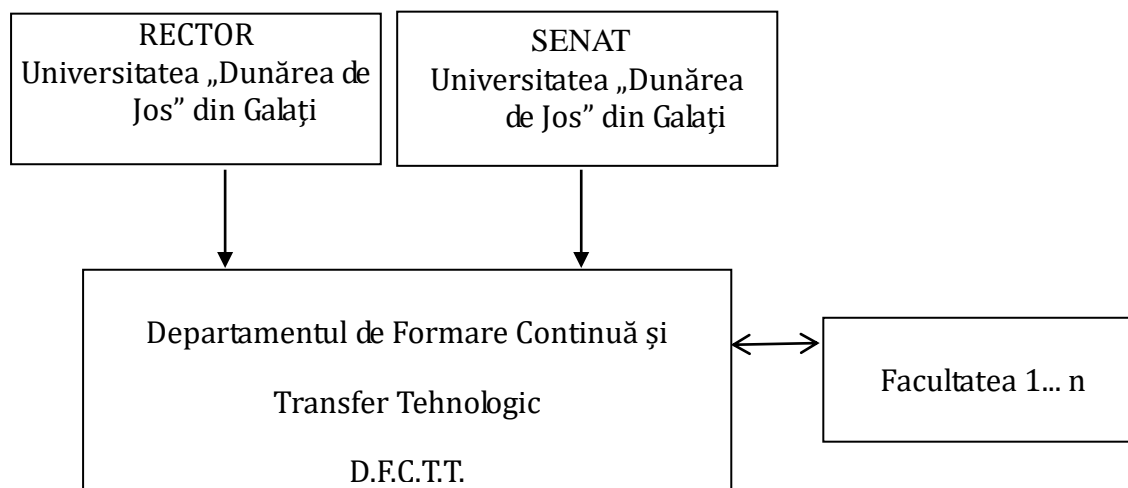 RECTOR
Universitatea „Dunărea de
Jos” din Galați
SENAT
Universitatea „Dunărea
de Jos” din Galați
Departamentul de Formare Continuă și
Transfer Tehnologic
D.F.C.T.T.
Facultatea 1... n